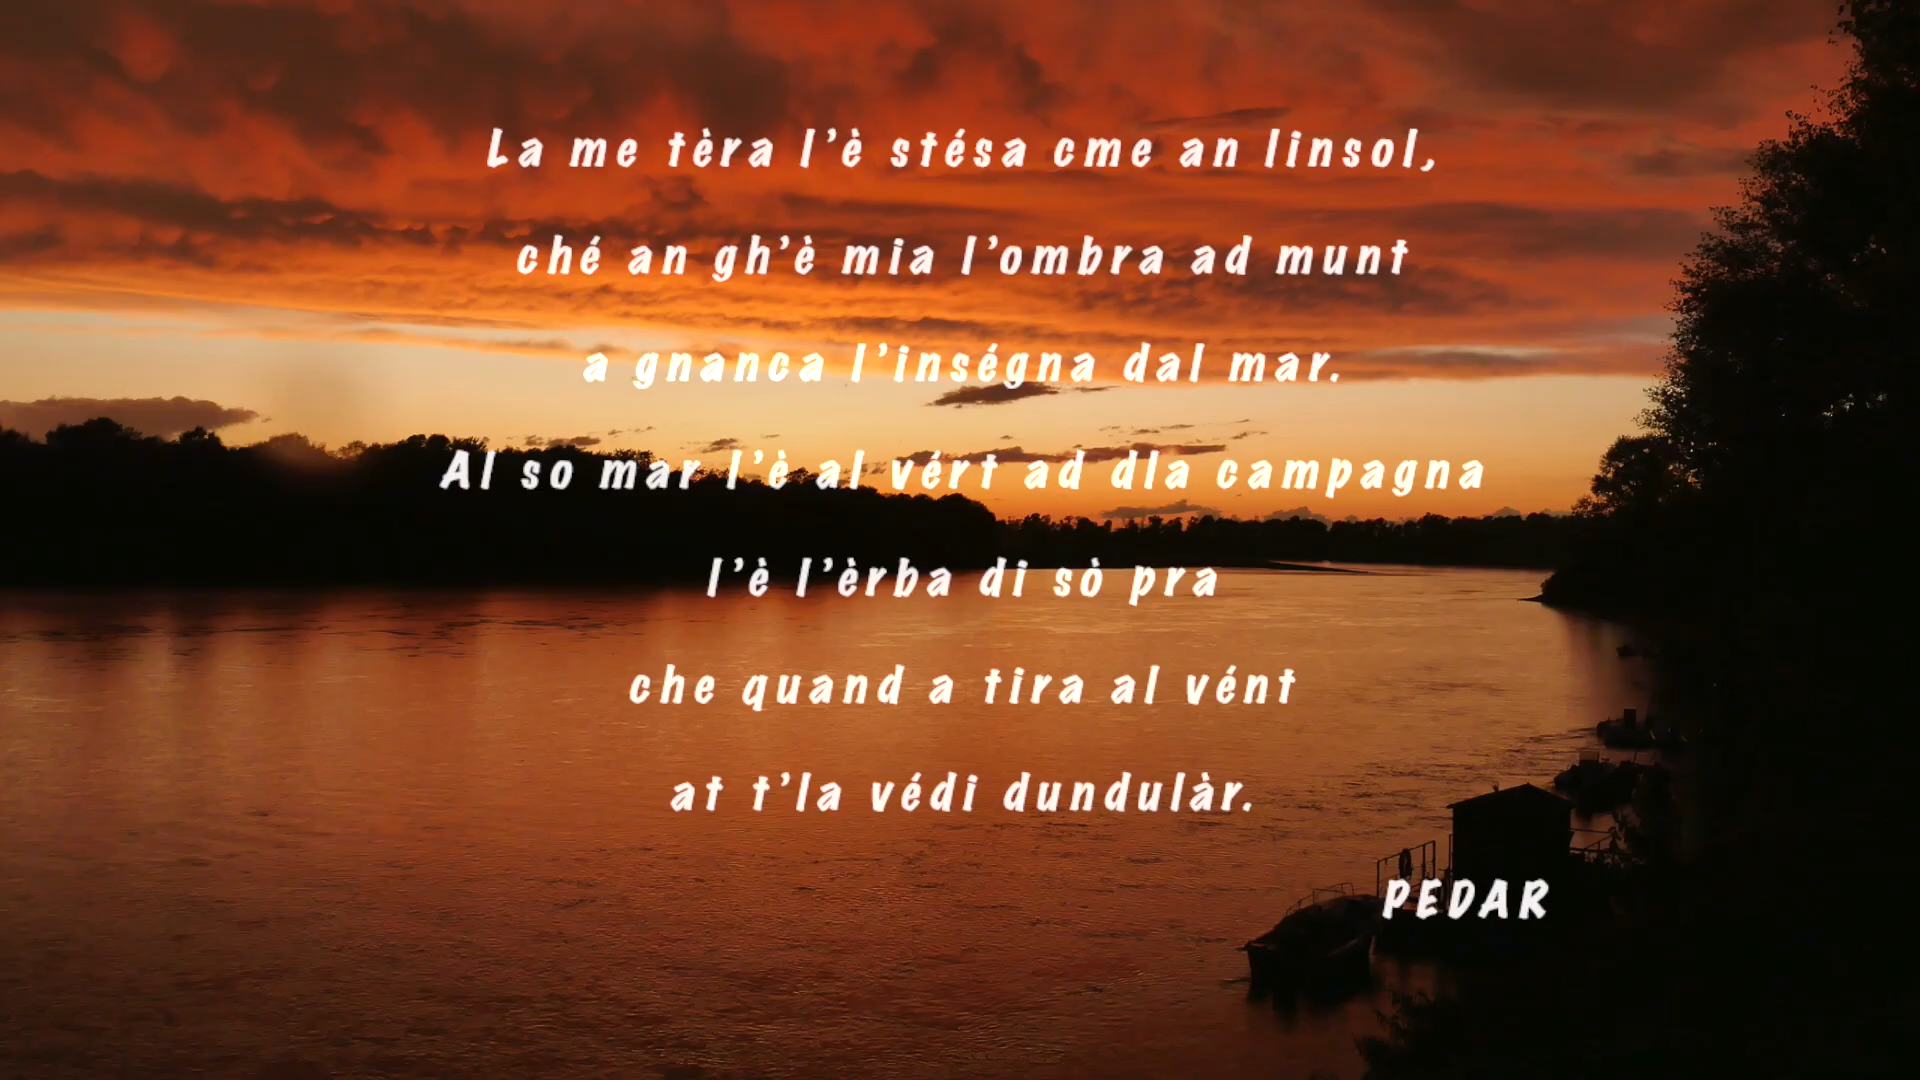 La me tèra l'è stésa cme an linsol,
ché an gh'è mia l'ombra ad munt
a gnanca l'inségna dal mar.
Al so mar l'è al vért ad dla campagna
l'è l'èrba di sò pra
che quand a tira al vént
at t'la védi dundulàr.
PEDAR